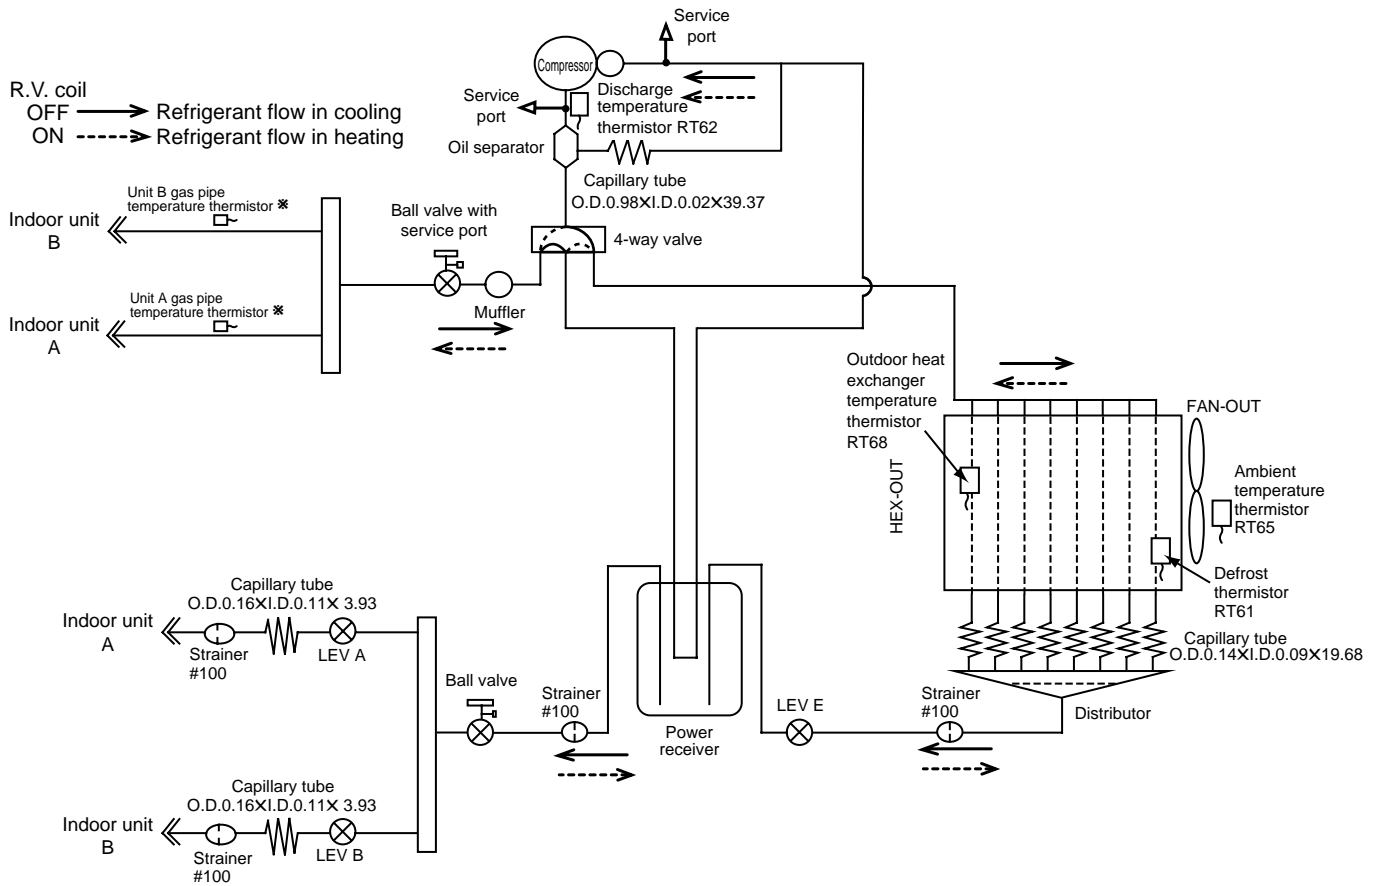 Service
port
Compressor
R.V. coil
OFF
Refrigerant flow in cooling
ON
Refrigerant flow in heating
Service
port
Discharge
temperature
thermistor RT62
Oil separator
Capillary tube
O.D.0.98×I.D.0.02×39.37
Unit B gas pipe
temperature thermistor ※
Indoor unit
B
Ball valve with
service port
4-way valve
Unit A gas pipe
temperature thermistor ※
Indoor unit
A
Muffler
Outdoor heat
exchanger
temperature
thermistor
RT68
HEX-OUT
FAN-OUT
Ambient
temperature
thermistor
RT65
Defrost
thermistor
RT61
Capillary tube
O.D.0.14×I.D.0.09×19.68
Capillary tube
O.D.0.16×I.D.0.11× 3.93
Indoor unit
A
Strainer
#100
LEV A
Ball valve
Strainer
#100
Power
receiver
LEV E
Strainer
#100
Distributor
Capillary tube
O.D.0.16×I.D.0.11× 3.93
Indoor unit
B
Strainer
#100
LEV B